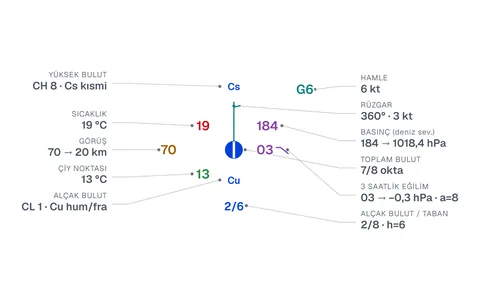 YÜKSEK BULUT
CH 8 · Cs kısmi
SICAKLIK
19 °C
GÖRÜŞ
70 → 20 km
ÇİY NOKTASI
13 °C
ALÇAK BULUT
CL 1 · Cu hum/fra
Cs
G6
19
184
70
03
13
Cu
2/6
HAMLE
6 kt
RÜZGAR
360° · 3 kt
BASINÇ (deniz sev.)
184 → 1018,4 hPa
TOPLAM BULUT
7/8 okta
3 SAATLİK EĞİLİM
03 → −0,3 hPa · a=8
ALÇAK BULUT / TABAN
2/8 · h=6